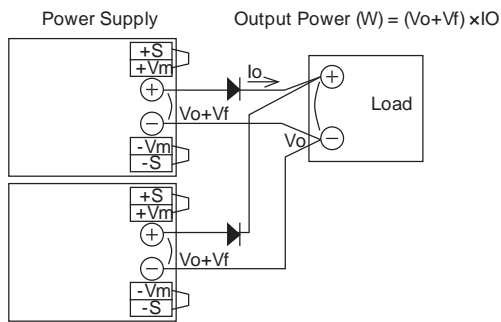 Power Supply
Output Power (W) = (Vo+Vf) ×IO
+S
+Vm
+
Io
+
Load
−
Vo+Vf
Vo
−
-Vm
-S
+S
+Vm
+
−
Vo+Vf
-Vm
-S